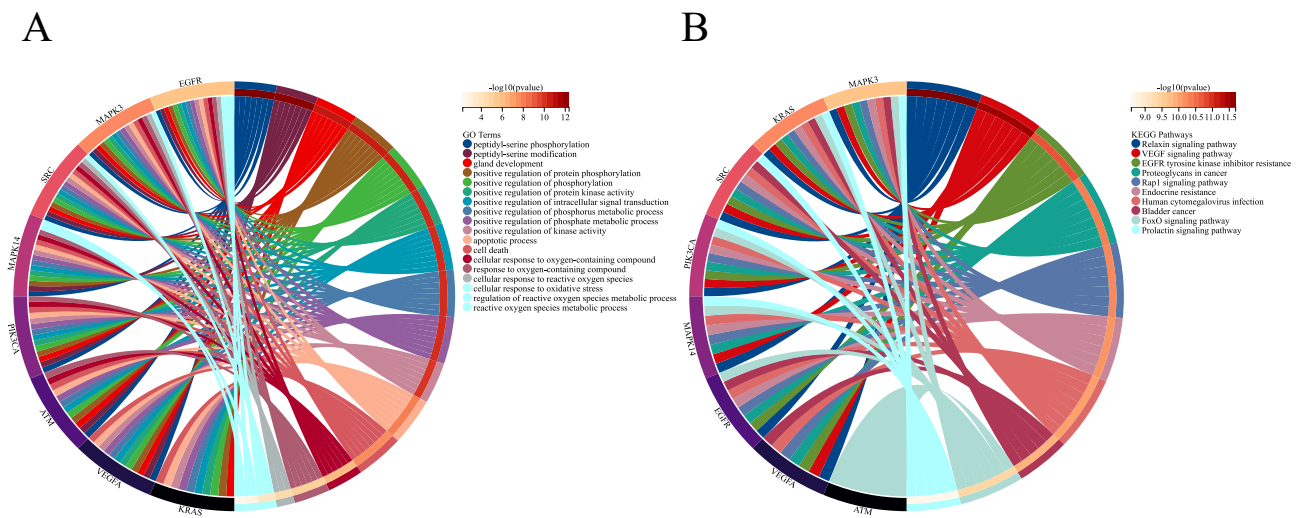 A
EGFR
MAPK3
SRC
MAPK14
PIK3CA
ATM
VEGFA
KRAS
-log10(pvalue)
4 6 8 10 12
GO Terms
peptidyl-serine phosphorylation
peptidyl-serine modification
gland development
positive regulation of protein phosphorylation
positive regulation of phosphorylation
positive regulation of protein kinase activity
positive regulation of intracellular signal transduction
positive regulation of phosphorus metabolic process
positive regulation of phosphate metabolic process
positive regulation of kinase activity
apoptotic process
cell death
cellular response to oxygen-containing compound
response to oxygen-containing compound
cellular response to reactive oxygen species
cellular response to oxidative stress
regulation of reactive oxygen species metabolic process
reactive oxygen species metabolic process
B
MAPK3
KRAS
SRC
PIK3CA
MAPK14
EGFR
VEGFA
ATM
-log10(pvalue)
9.0 9.5 10.0 10.5 11.0 11.5
KEGG Pathways
Relaxin signaling pathway
VEGF signaling pathway
EGFR tyrosine kinase inhibitor resistance
Proteoglycans in cancer
Rap1 signaling pathway
Endocrine resistance
Human cytomegalovirus infection
Bladder cancer
FoxO signaling pathway
Prolactin signaling pathway